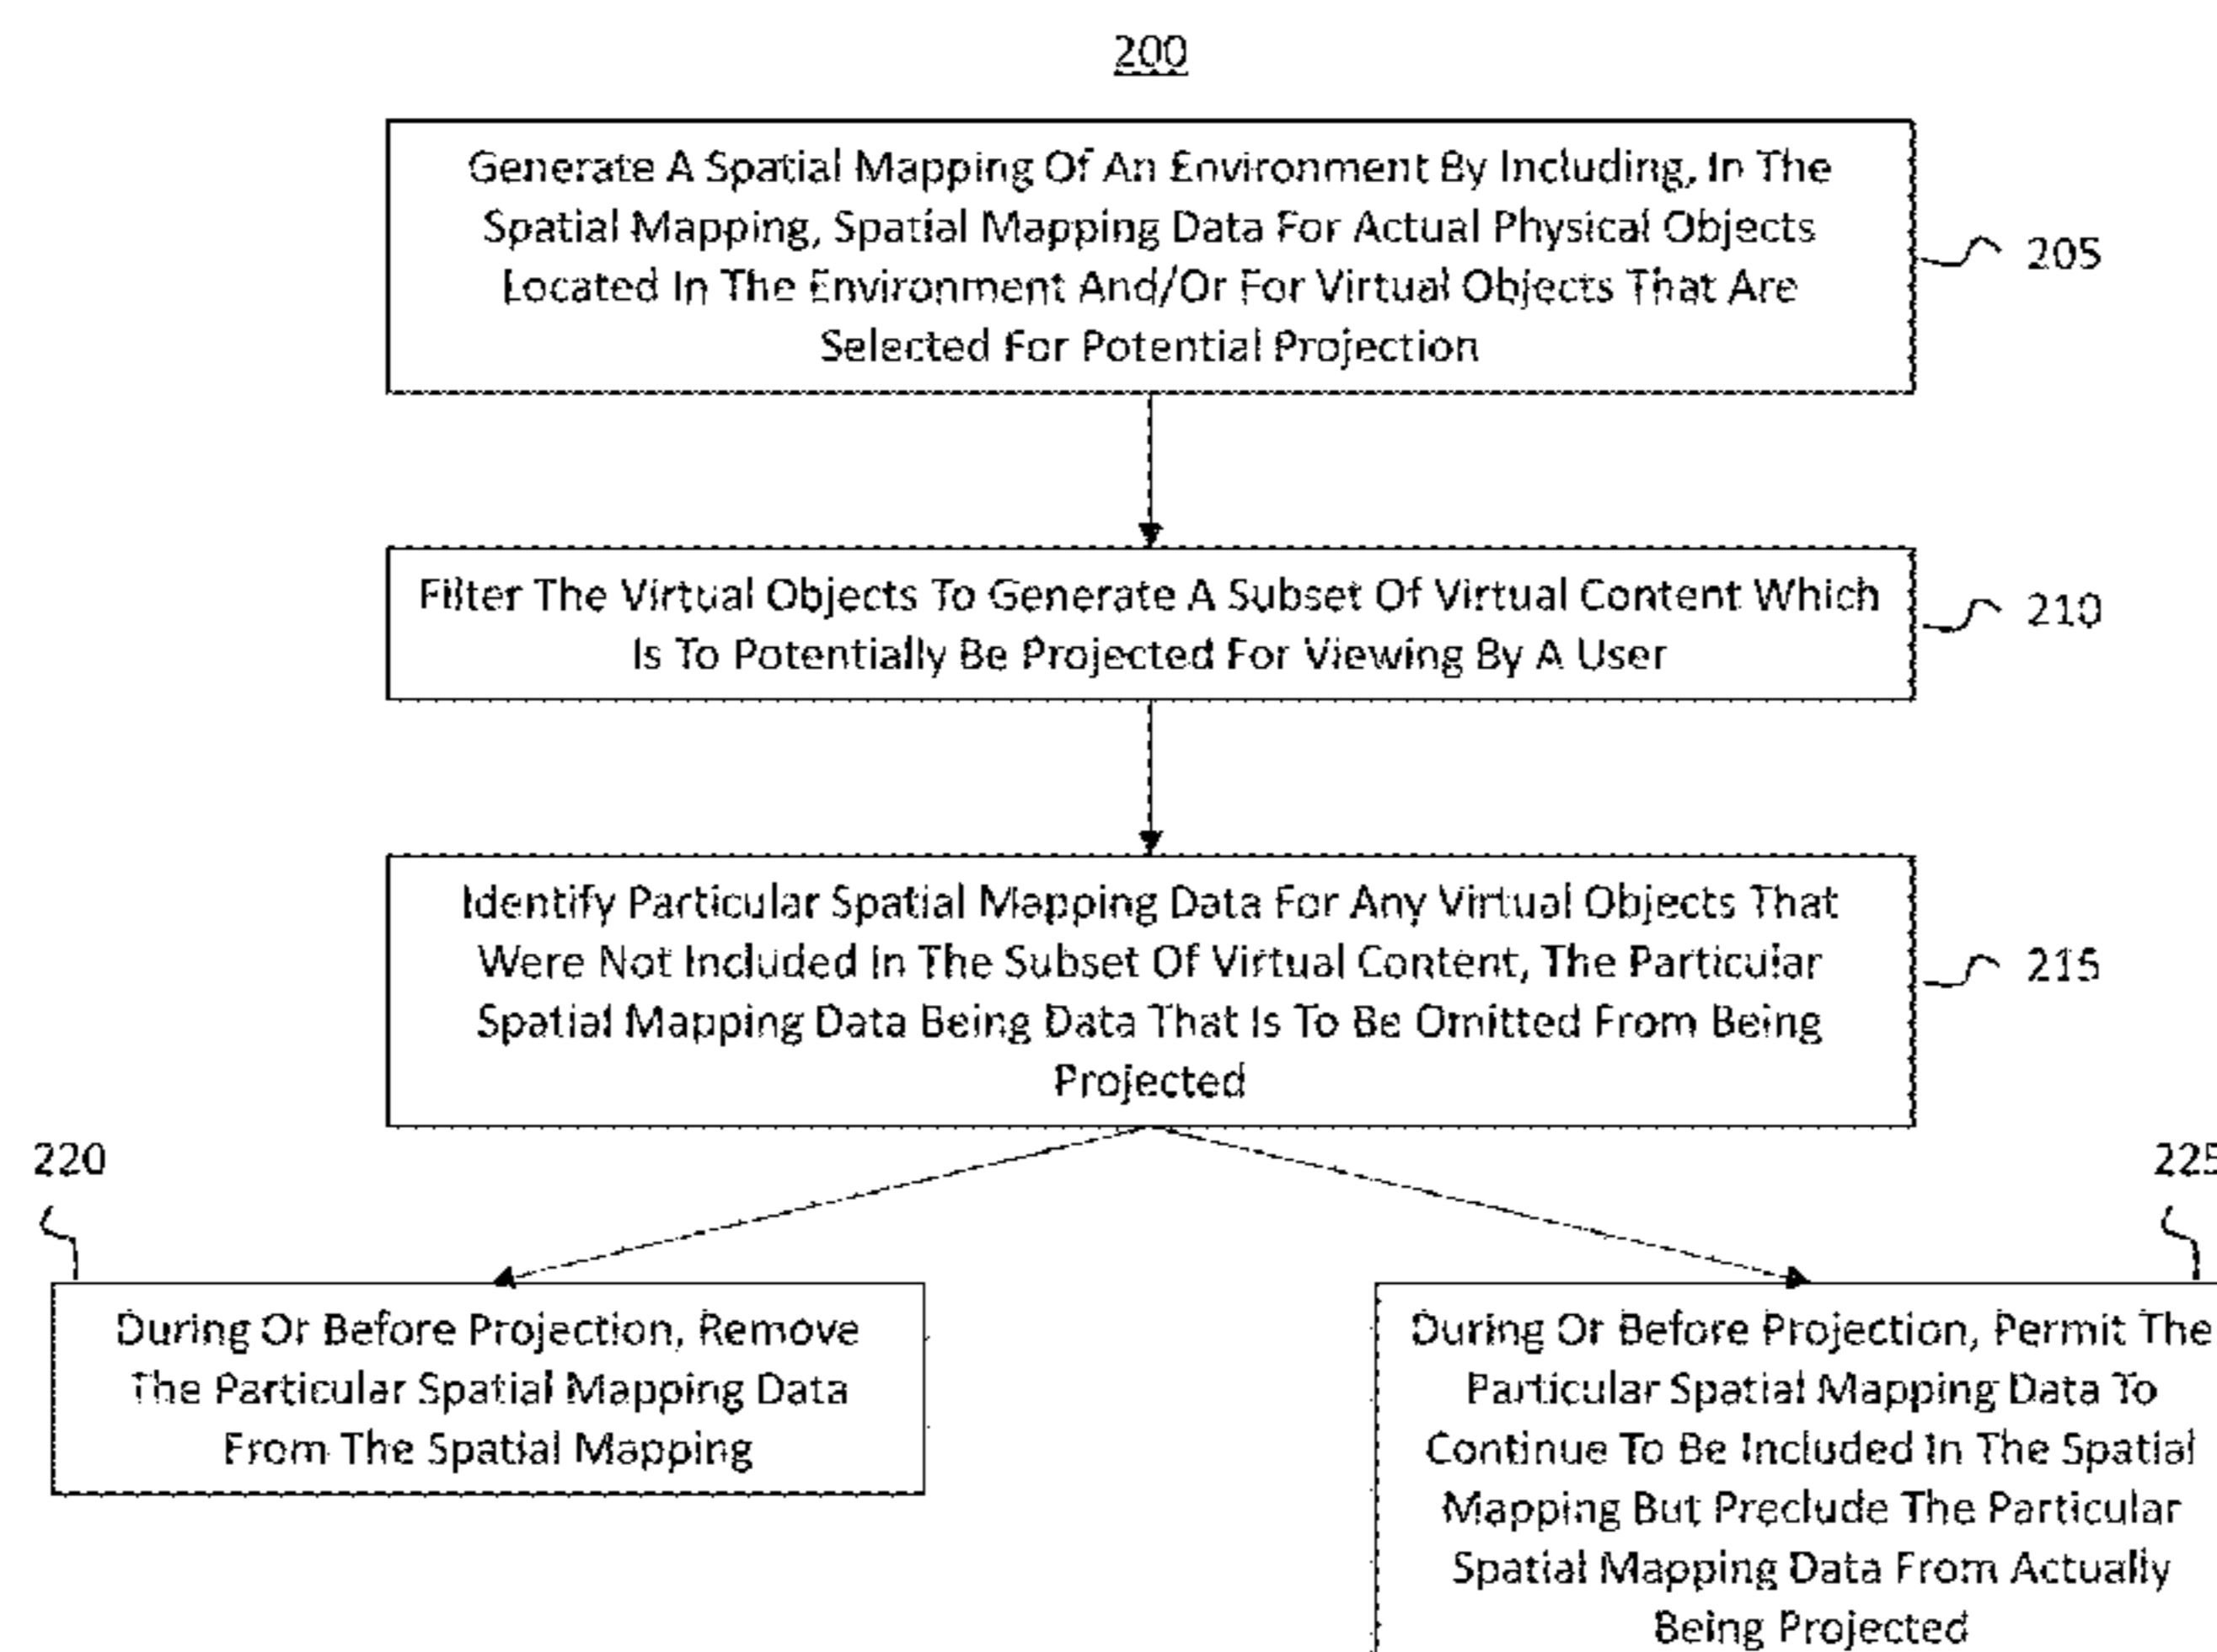 200
Generate A Spatial Mapping Of An Environment By Including, In The
Spatial Mapping, Spatial Mapping Data For Actual Physical Objects
Located In The Environment And/Or For Virtual Objects That Are
Selected For Potential Projection
205
Filter The Virtual Objects To Generate A Subset Of Virtual Content Which
Is To Potentially Be Projected For Viewing By A User
210
Identify Particular Spatial Mapping Data For Any Virtual Objects That
Were Not Included In The Subset Of Virtual Content, The Particular
Spatial Mapping Data Being Data That Is To Be Omitted From Being
Projected
215
220
During Or Before Projection, Remove
The Particular Spatial Mapping Data
From The Spatial Mapping
225
During Or Before Projection, Permit The
Particular Spatial Mapping Data To
Continue To Be Included In The Spatial
Mapping But Preclude The Particular
Spatial Mapping Data From Actually
Being Projected